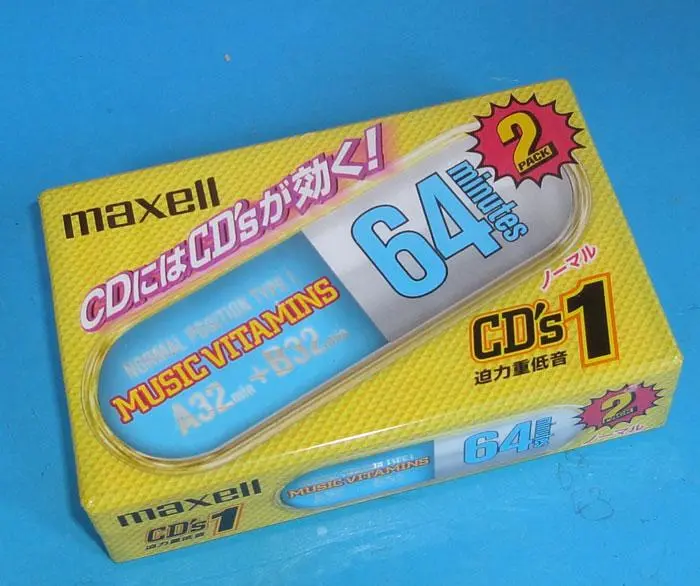 maxell
CDにはCD'sが効く!
2
PACK
64
minutes
NORMAL POSITION TYPE I
MUSIC VITAMINS
A32min+B32min
ノーマル
CD's1
迫力重低音
maxell
CD's1
迫力重低音
MUSIC VITAMINS
64
2
ノーマル